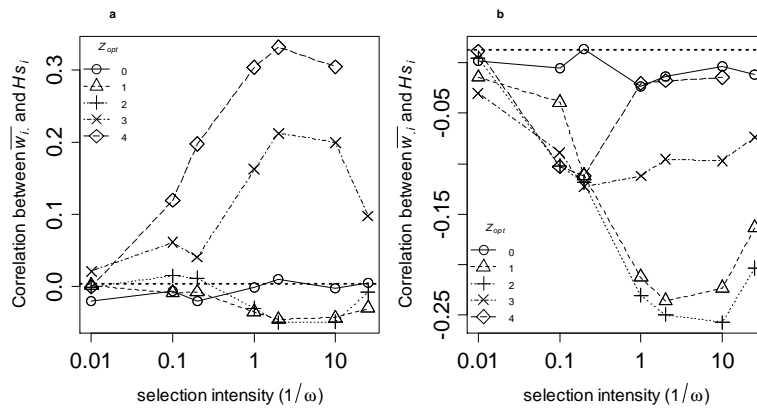 a
Z opt
0
1
2
3
4
0.3
0.2
0.1
0.0
0.01 0.1 1 10
selection intensity (1/ω)
Correlation between w̅i. and Hsi
b
-0.05
-0.15
-0.25
Z opt
0
1
2
3
4
0.01 0.1 1 10
selection intensity (1/ω)
Correlation between w̅.i and Hsi